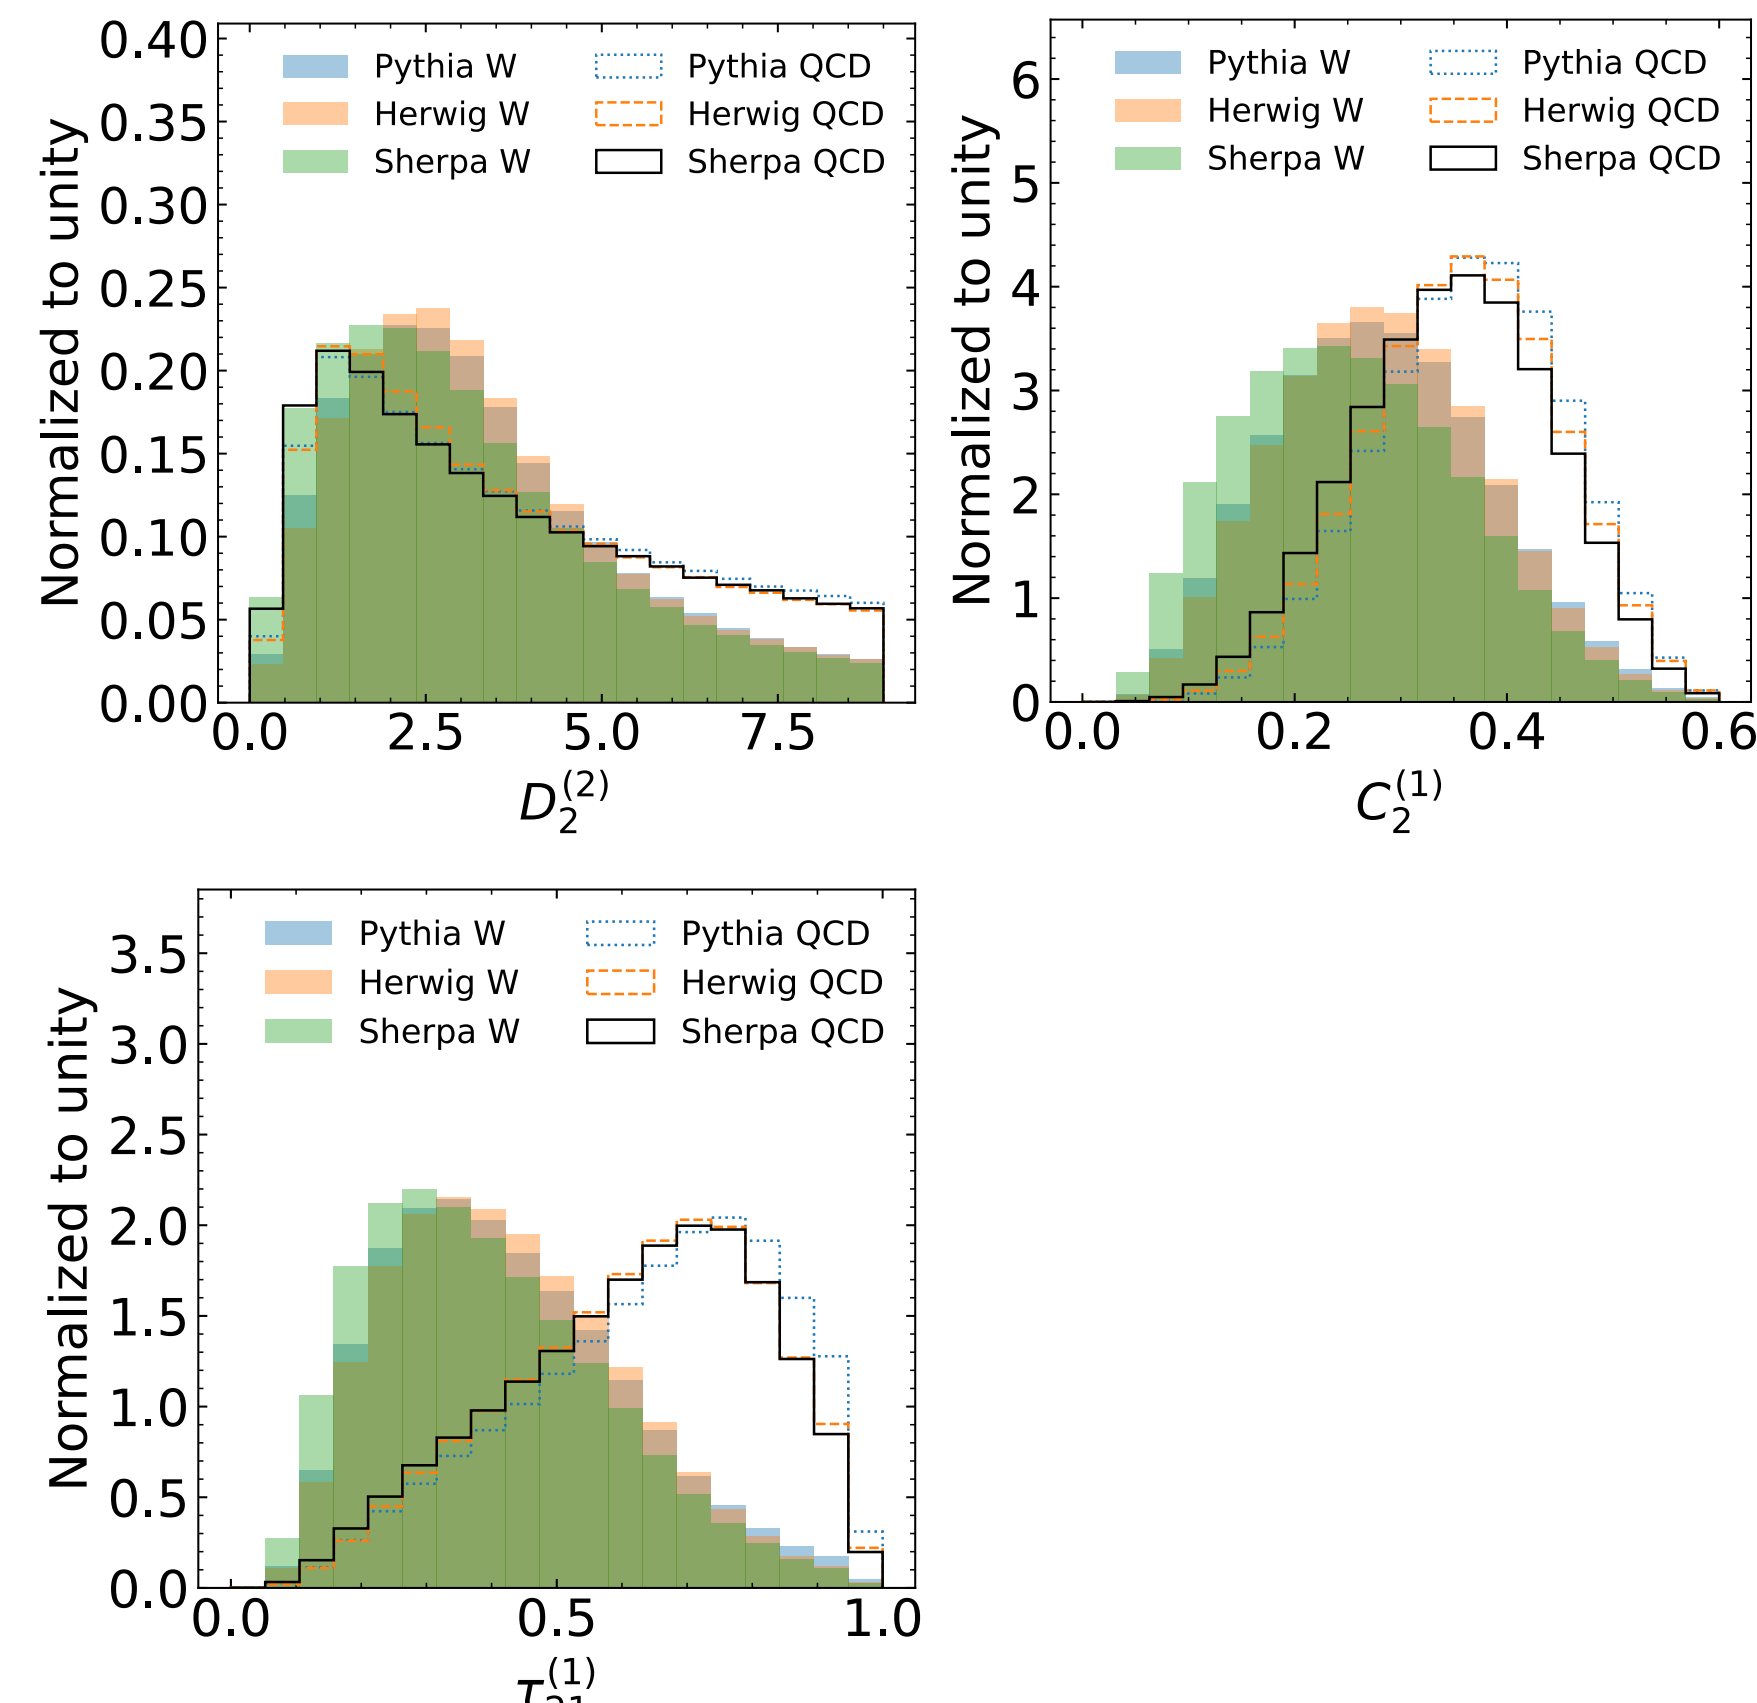 Normalized to unity
0.40
0.35
0.30
0.25
0.20
0.15
0.10
0.05
0.00
Pythia W
Herwig W
Sherpa W
Pythia QCD
Herwig QCD
Sherpa QCD
0.0 2.5 5.0 7.5
D_2^{(2)}
Normalized to unity
6
5
4
3
2
1
0
Pythia W
Herwig W
Sherpa W
Pythia QCD
Herwig QCD
Sherpa QCD
0.0 0.2 0.4 0.6
C_2^{(1)}
Normalized to unity
3.5
3.0
2.5
2.0
1.5
1.0
0.5
0.0
Pythia W
Herwig W
Sherpa W
Pythia QCD
Herwig QCD
Sherpa QCD
0.0 0.5 1.0
τ_{21}^{(1)}